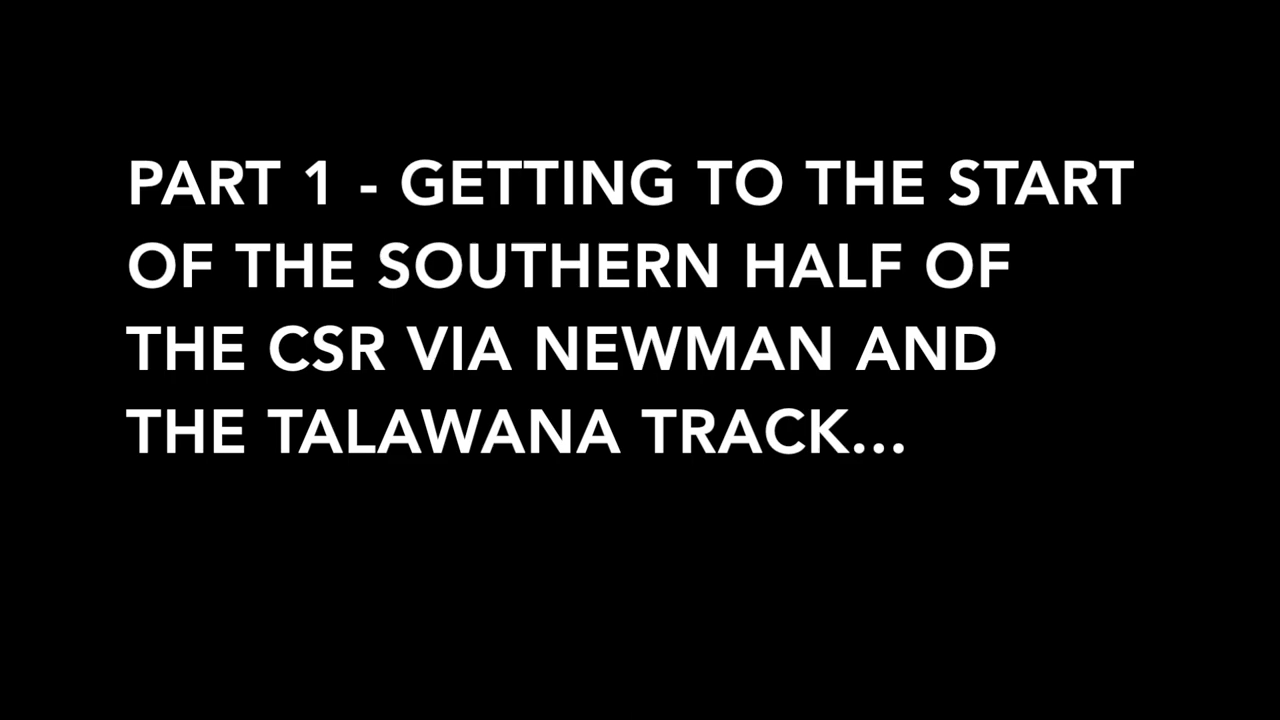 PART 1 - GETTING TO THE START
OF THE SOUTHERN HALF OF
THE CSR VIA NEWMAN AND
THE TALAWANA TRACK...